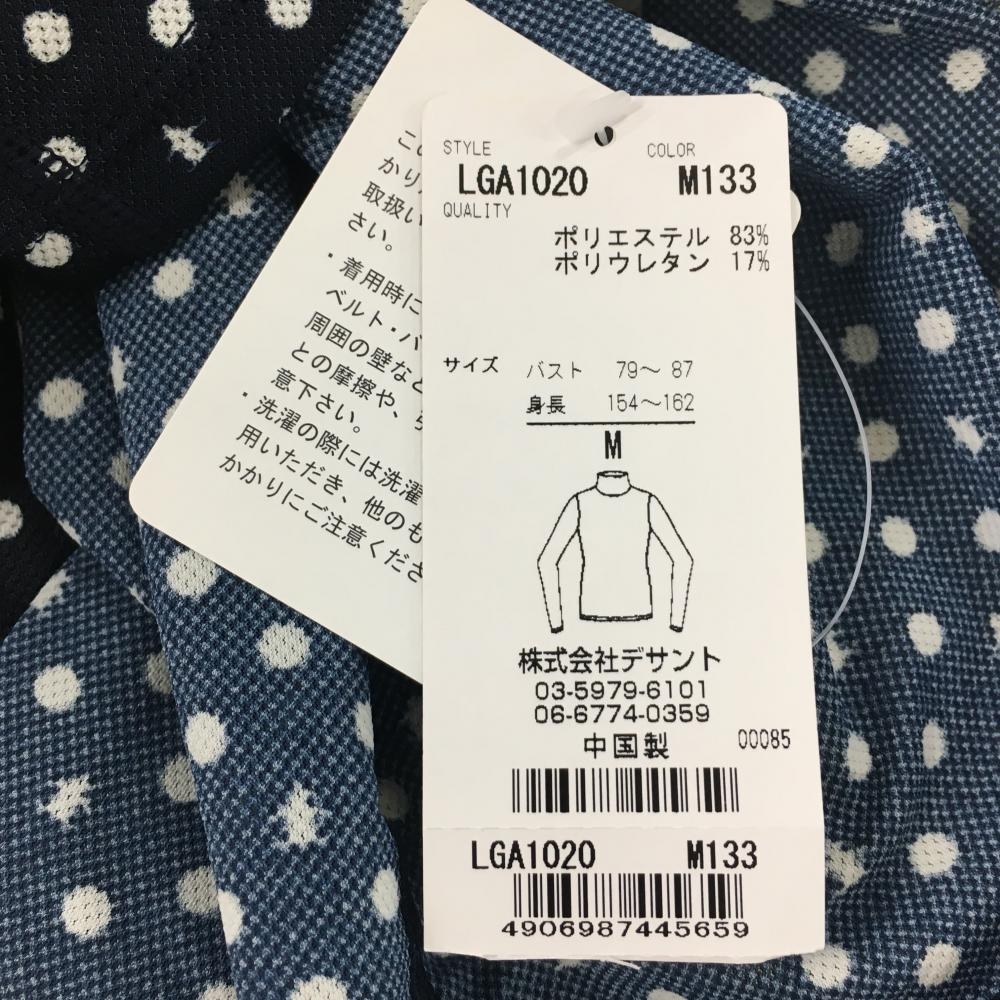 STYLE COLOR
LGA1020 M133
QUALITY
ポリエステル 83%
ポリウレタン 17%
サイズ バスト 79～ 87
身長 154～162
M
株式会社デサント
03-5979-6101
06-6774-0359
中国製 00085
LGA1020 M133
4906987445659
この
かり
取扱い
さい。
・着用時に
ベルト・バ
周囲の壁など
との摩擦や、
意下さい。
・洗濯の際には洗濯
用いただき、他のも
かかりにご注意くださ